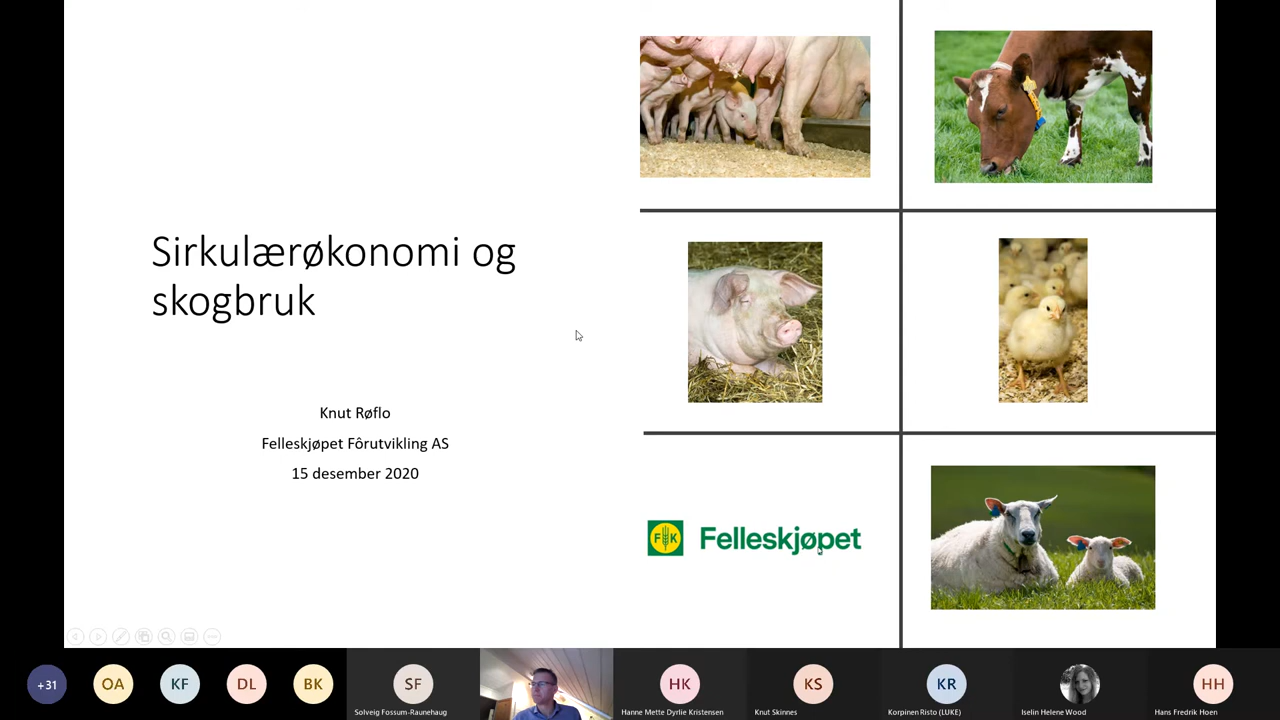 Sirkulærøkonomi og
skogbruk
Knut Røflo
Felleskjøpet Fôrutvikling AS
15 desember 2020
FK
Felleskjøpet
+31
OA
KF
DL
BK
SF
Solveig Fossum-Raunehaug
HK
Hanne Mette Dyrlie Kristensen
KS
Knut Skinnes
KR
Korpinen Risto (LUKE)
Iselin Helene Wood
HH
Hans Fredrik Hoen